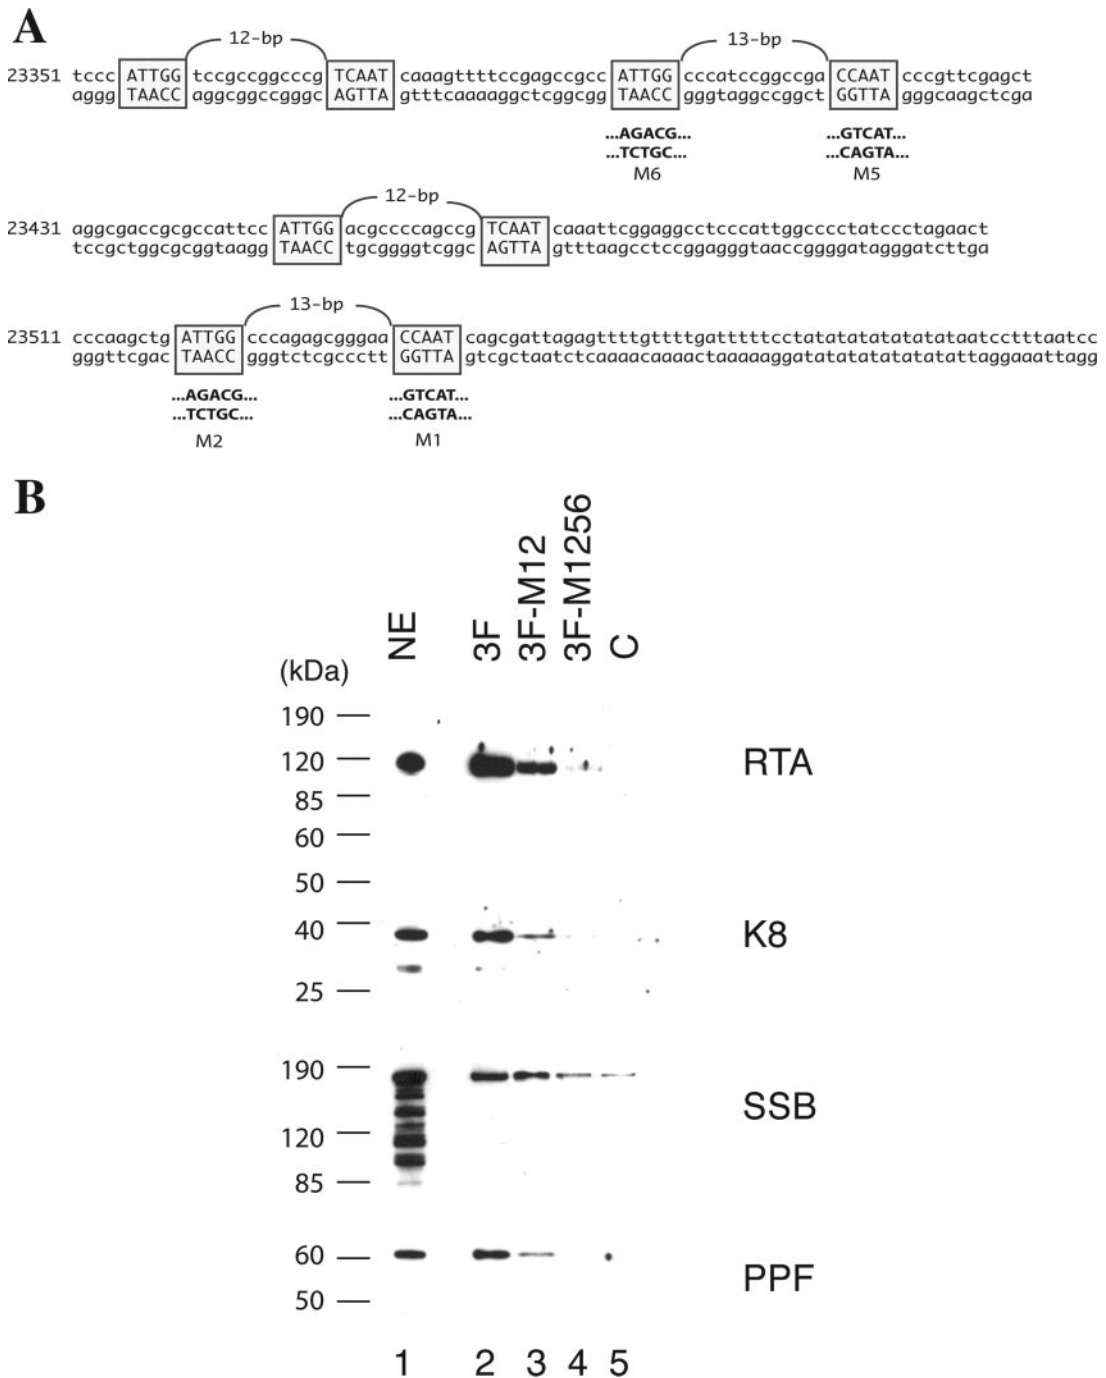 A
12-bp 13-bp
23351 tccc ATTGG tccgccggcccg TCAAT caaagttttccgagccgcc ATTGG cccatccggccga CCAAT cccgttcgagct
aggg TAACC aggcggccgggc AGTTA gtttcaaaaggctcggcgg TAACC gggtaggccggct GGTTA gggcaagctcga
...AGACG... ...GTCAT...
...TCTGC... ...CAGTA...
M6 M5
12-bp
23431 aggcgaccgcgccattcc ATTGG acgccccagccg TCAAT caaattcggaggcctcccattggcccctatccctagaact
tccgctggcgcggtaagg TAACC tgcggggtcggc AGTTA gtttaagcctccggagggtaaccggggatagggatcttga
13-bp
23511 cccaagctg ATTGG cccagagcgggaa CCAAT cagcgattagagttttgttttgatttttcctatatatatatatatataatcctttaatcc
gggttcgac TAACC gggtctcgccctt GGTTA gtcgctaatctcaaaacaaaactaaaaaggatatatatatatatatattaggaaattagg
...AGACG... ...GTCAT...
...TCTGC... ...CAGTA...
M2 M1
B
NE 3F 3F-M12 3F-M1256 C
(kDa)
190
120 RTA
85
60
50
40 K8
25
190
SSB
120
85
60
PPF
50
1 2 3 4 5